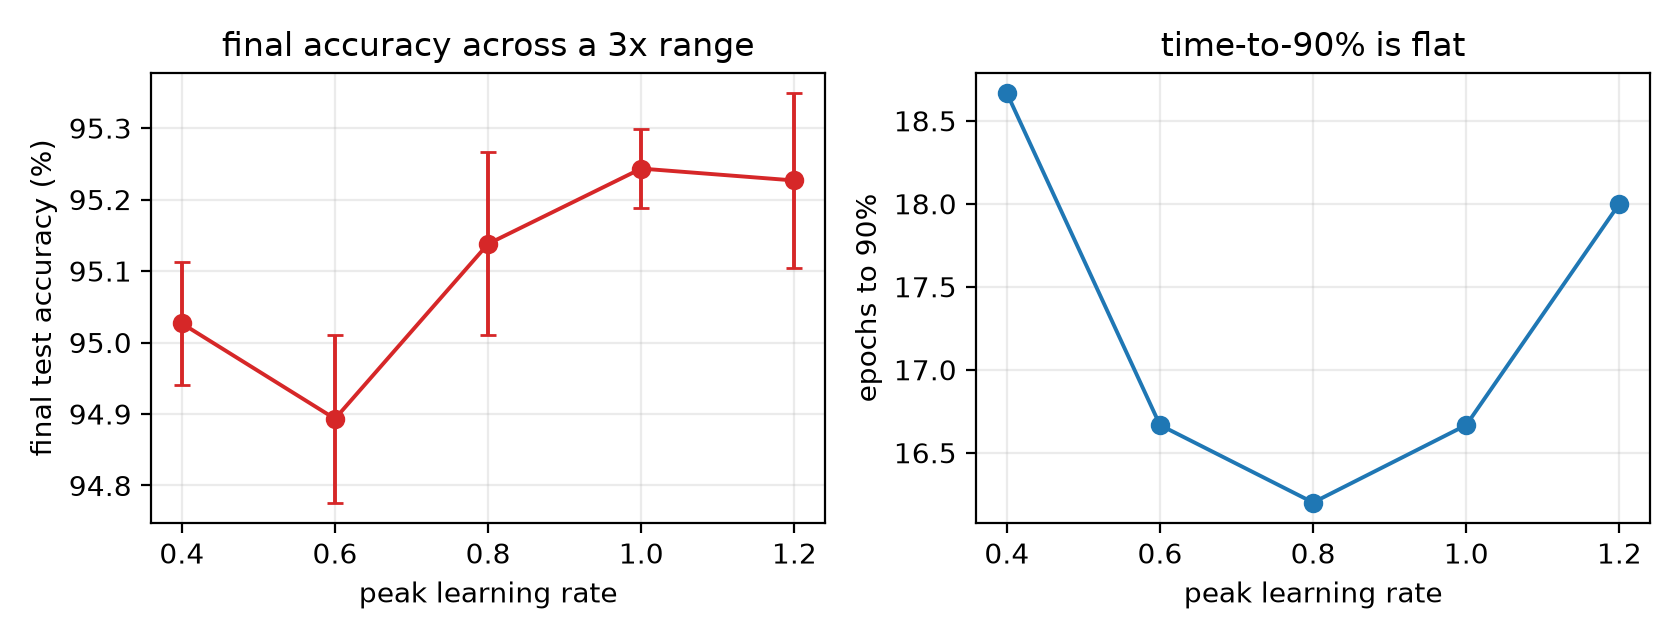 final accuracy across a 3x range
final test accuracy (%)
95.3
95.2
95.1
95.0
94.9
94.8
0.4 0.6 0.8 1.0 1.2
peak learning rate
time-to-90% is flat
epochs to 90%
18.5
18.0
17.5
17.0
16.5
0.4 0.6 0.8 1.0 1.2
peak learning rate